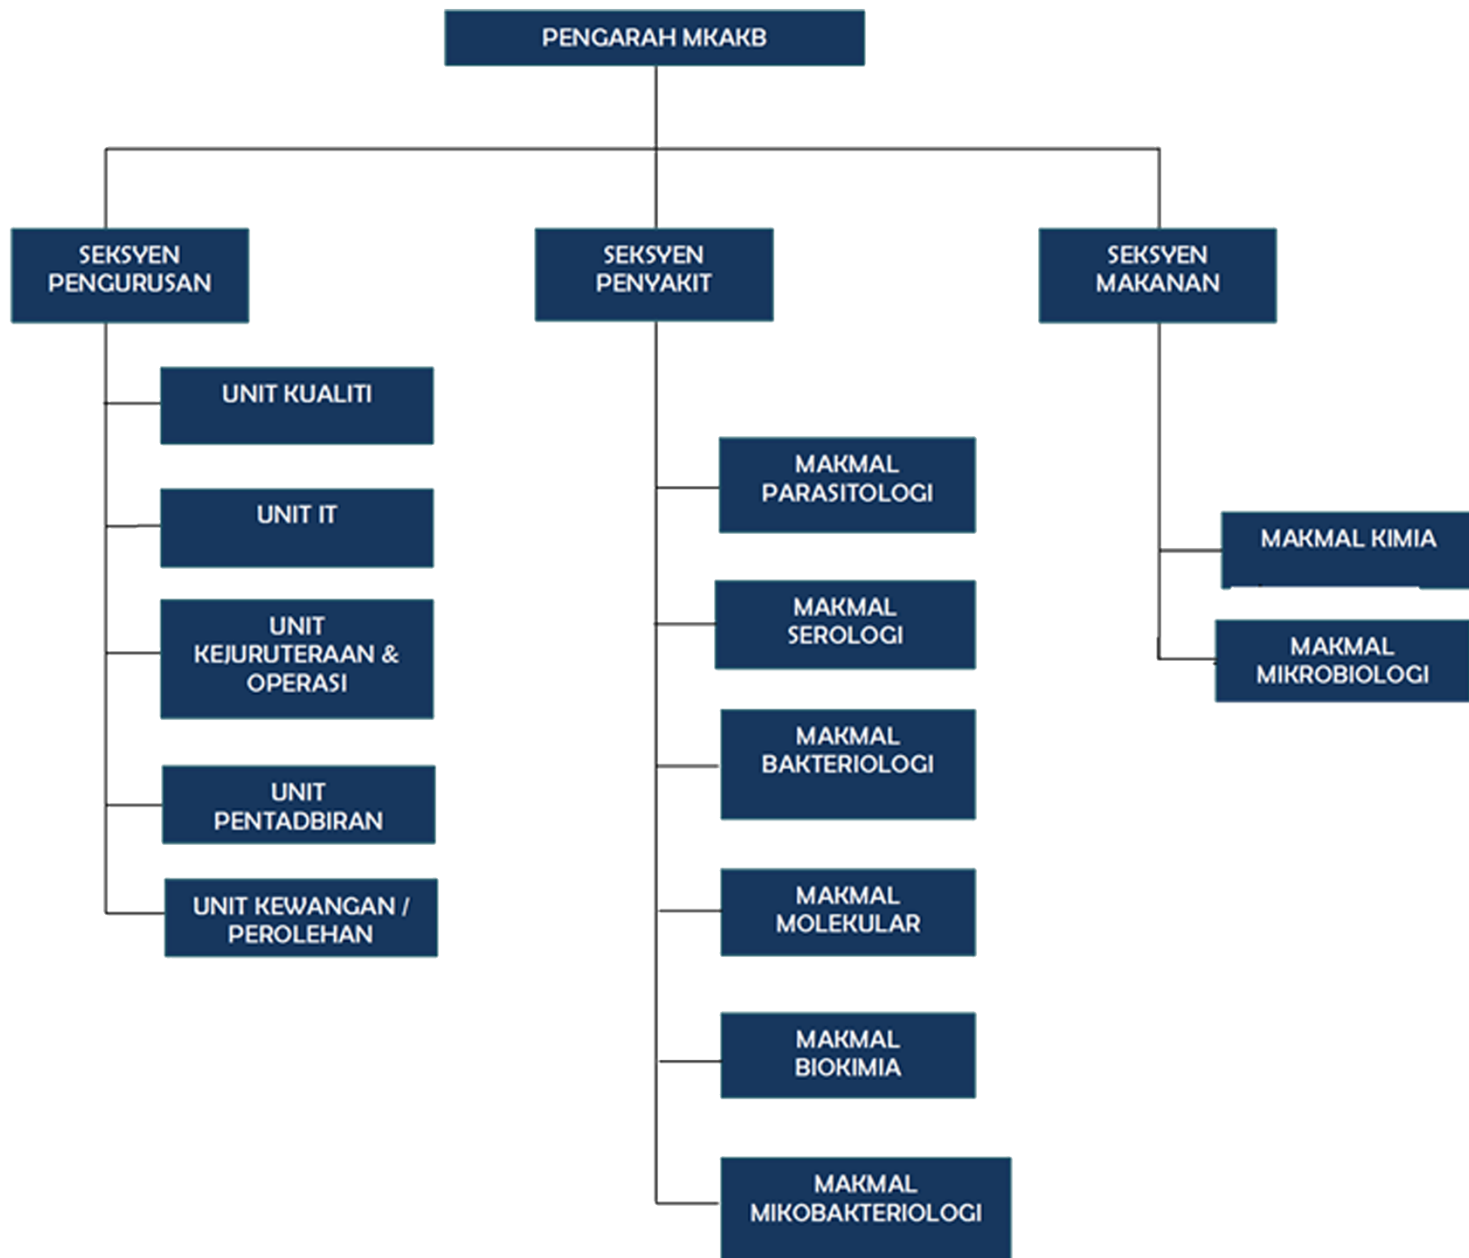 PENGARAH MKAKB
SEKSYEN
PENGURUSAN
UNIT KUALITI
UNIT IT
UNIT
KEJURUTERAAN &
OPERASI
UNIT
PENTADBIRAN
UNIT KEWANGAN /
PEROLEHAN
SEKSYEN
PENYAKIT
MAKMAL
PARASITOLOGI
MAKMAL
SEROLOGI
MAKMAL
BAKTERIOLOGI
MAKMAL
MOLEKULAR
MAKMAL
BIOKIMIA
MAKMAL
MIKOBAKTERIOLOGI
SEKSYEN
MAKANAN
MAKMAL KIMIA
MAKMAL
MIKROBIOLOGI